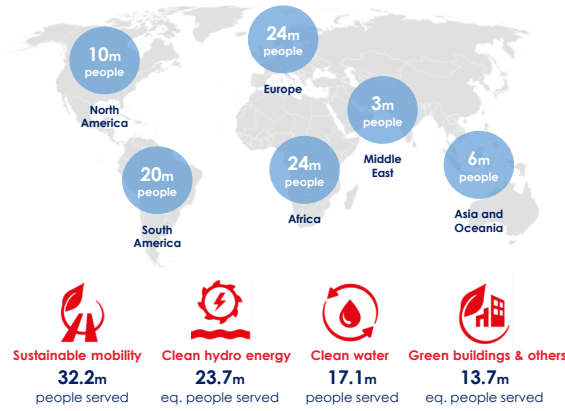 10m
people
North
America
24m
people
Europe
3m
people
Middle
East
20m
people
South
America
24m
people
Africa
6m
people
Asia and
Oceania
Sustainable mobility
32.2m
people served
Clean hydro energy
23.7m
eq. people served
Clean water
17.1m
people served
Green buildings & others
13.7m
eq. people served